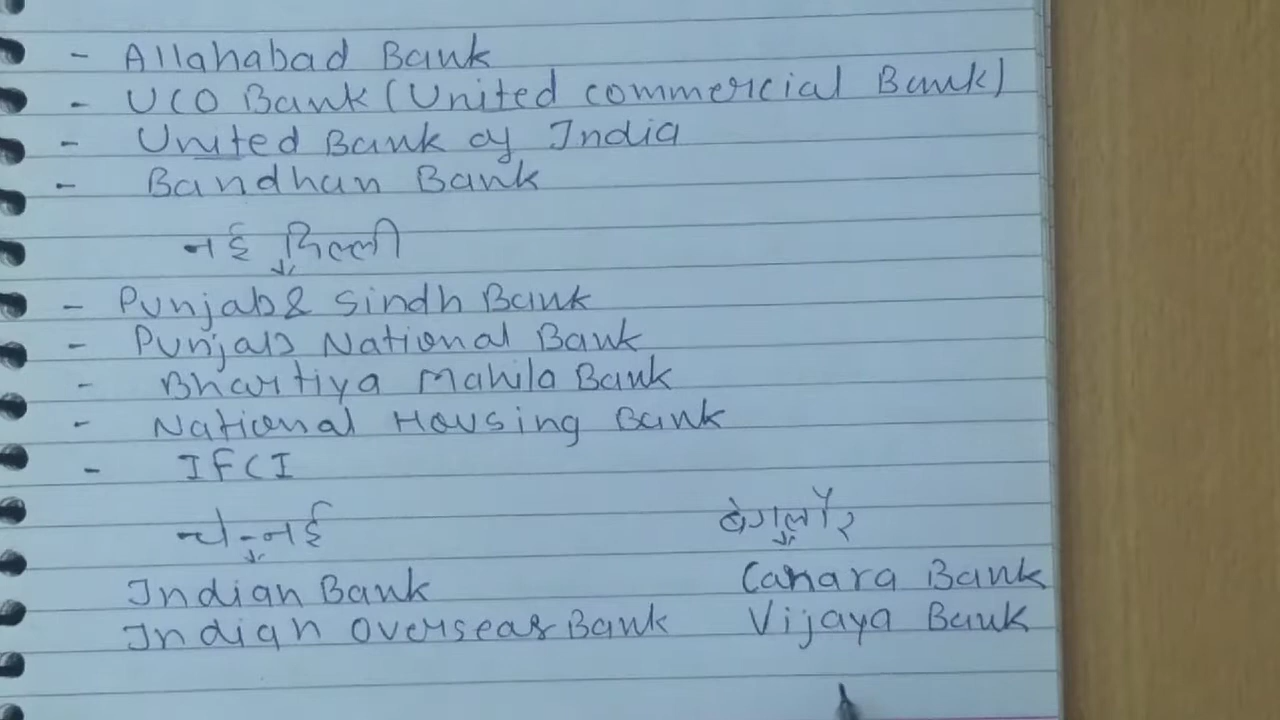 - Allahabad Bank
- UCO Bank (United commercial Bank)
- United Bank of India
- Bandhan Bank
नई दिल्ली
- Punjab & Sindh Bank
- Punjab National Bank
- Bhartiya Mahila Bank
- National Housing Bank
- IFCI
चेन्नई
Indian Bank
Indian Overseas Bank
बेंगलौर
Canara Bank
Vijaya Bank